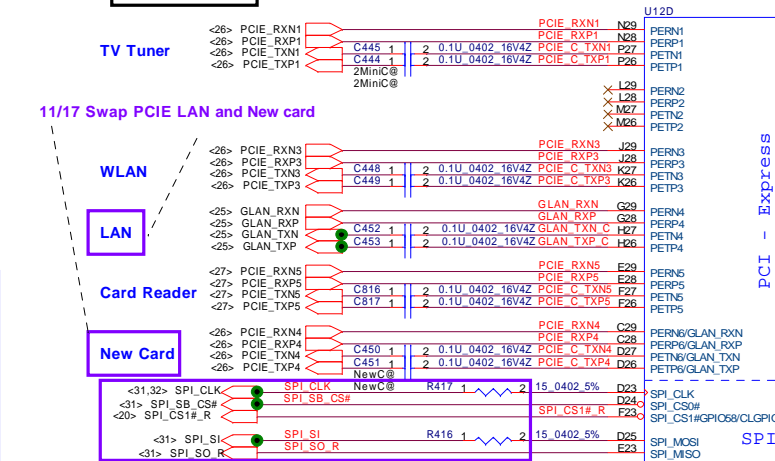 U12D
TV Tuner
<26> PCIE_RXN1 PCIE_RXN1 N29 PERN1
<26> PCIE_RXP1 PCIE_RXP1 N28 PERP1
<26> PCIE_TXN1 C445 1 2 0.1U_0402_16V4Z PCIE_C_TXN1 P27 PETN1
<26> PCIE_TXP1 C444 1 2 0.1U_0402_16V4Z PCIE_C_TXP1 P26 PETP1
2MiniC@
2MiniC@
L29 PERN2
L28 PERP2
M27 PETN2
M26 PETP2
11/17 Swap PCIE LAN and New card
WLAN
<26> PCIE_RXN3 PCIE_RXN3 J29 PERN3
<26> PCIE_RXP3 PCIE_RXP3 J28 PERP3
<26> PCIE_TXN3 C448 1 2 0.1U_0402_16V4Z PCIE_C_TXN3 K27 PETN3
<26> PCIE_TXP3 C449 1 2 0.1U_0402_16V4Z PCIE_C_TXP3 K26 PETP3
LAN
<25> GLAN_RXN GLAN_RXN G29 PERN4
<25> GLAN_RXP GLAN_RXP G28 PERP4
<25> GLAN_TXN C452 1 2 0.1U_0402_16V4Z GLAN_TXN_C H27 PETN4
<25> GLAN_TXP C453 1 2 0.1U_0402_16V4Z GLAN_TXP_C H26 PETP4
Card Reader
<27> PCIE_RXN5 PCIE_RXN5 E29 PERN5
<27> PCIE_RXP5 PCIE_RXP5 E28 PERP5
<27> PCIE_TXN5 C816 1 2 0.1U_0402_16V4Z PCIE_C_TXN5 F27 PETN5
<27> PCIE_TXP5 C817 1 2 0.1U_0402_16V4Z PCIE_C_TXP5 F26 PETP5
New Card
<26> PCIE_RXN4 PCIE_RXN4 C29 PERN6/GLAN_RXN
<26> PCIE_RXP4 PCIE_RXP4 C28 PERP6/GLAN_RXP
<26> PCIE_TXN4 C450 1 2 0.1U_0402_16V4Z PCIE_C_TXN4 D27 PETN6/GLAN_TXN
<26> PCIE_TXP4 C451 1 2 0.1U_0402_16V4Z PCIE_C_TXP4 D26 PETP6/GLAN_TXP
NewC@
NewC@
<31,32> SPI_CLK SPI_CLK R417 1 2 15_0402_5% D23 SPI_CLK
<31> SPI_SB_CS# SPI_SB_CS# D24 SPI_CS0#
<20> SPI_CS1#_R SPI_CS1#_R F23 SPI_CS1#GPIO58/CLGPIO
<31> SPI_SI SPI_SI R416 1 2 15_0402_5% D25 SPI_MOSI
<31> SPI_SO_R SPI_SO_R E23 SPI_MISO
PCI - Express
SPI